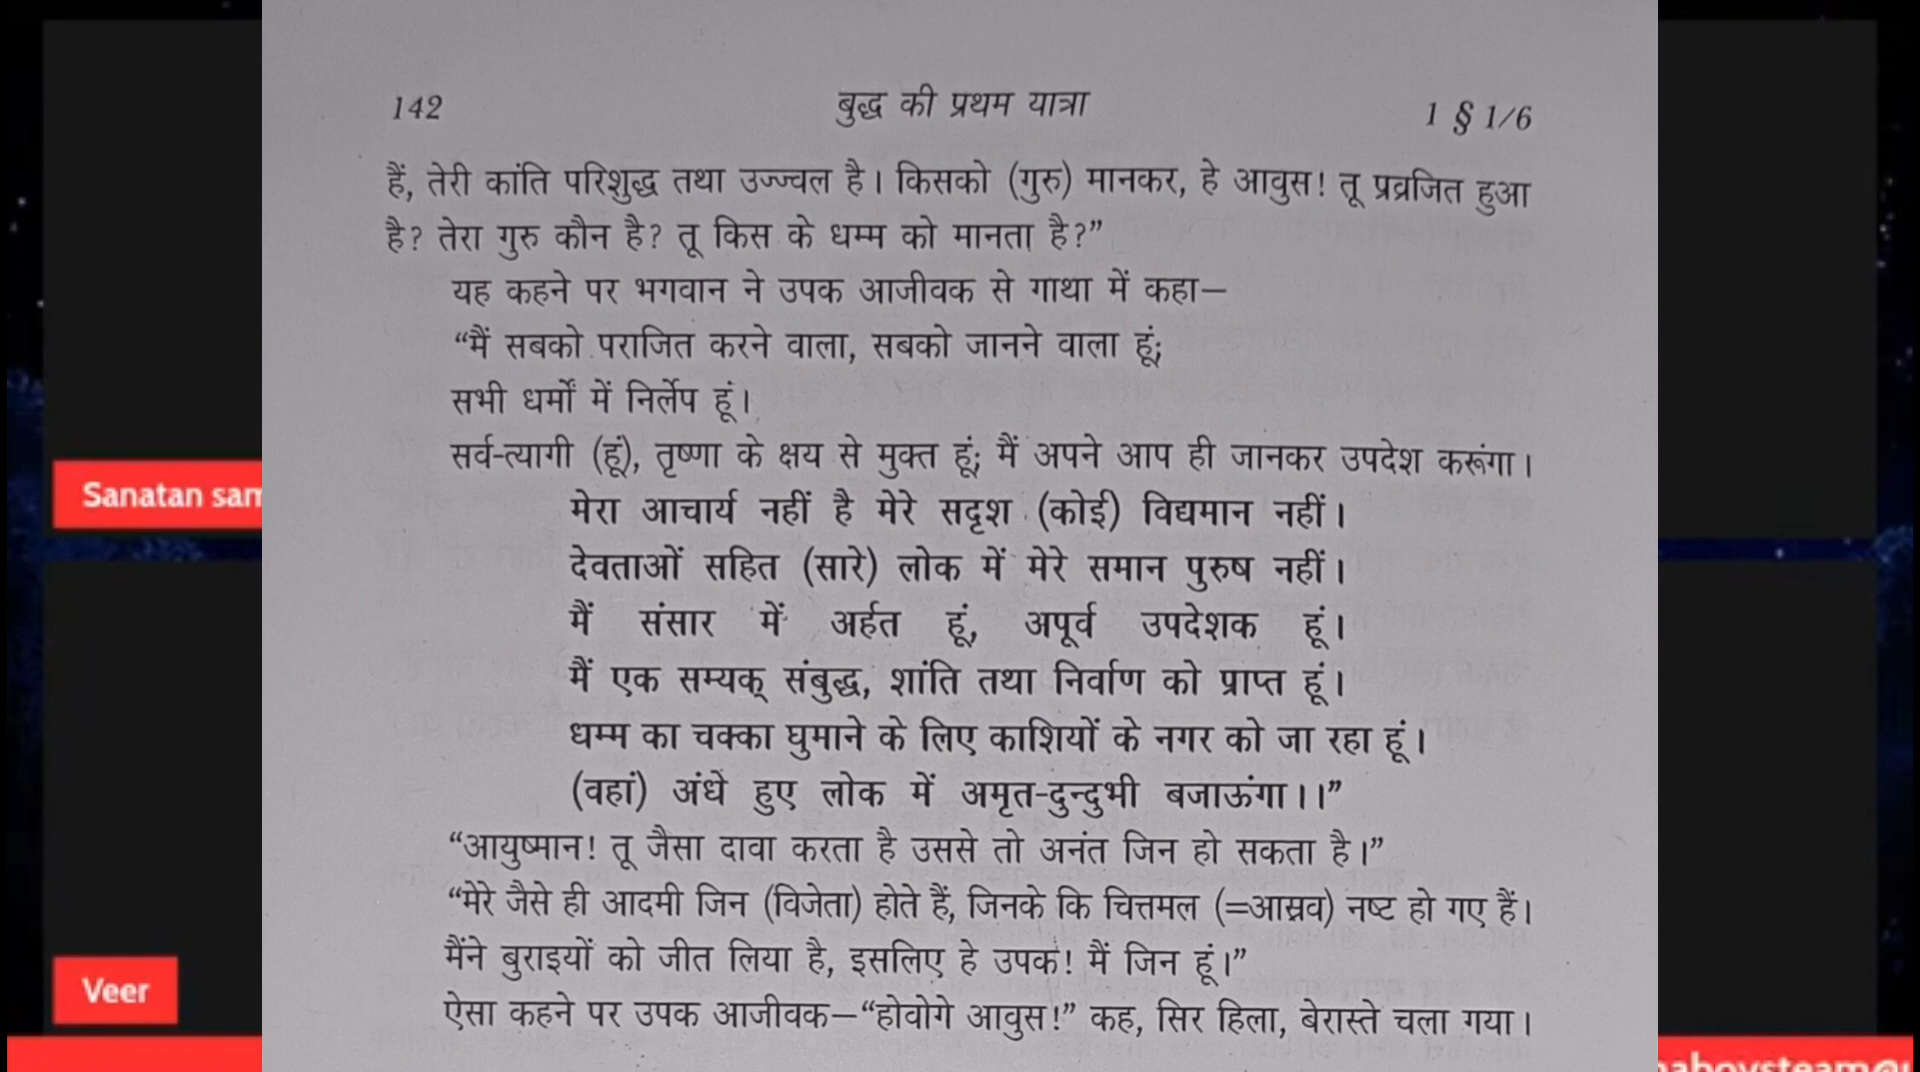 142 बुद्ध की प्रथम यात्रा 1 § 1/6
हैं, तेरी कांति परिशुद्ध तथा उज्ज्वल है। किसको (गुरु) मानकर, हे आवुस! तू प्रव्रजित हुआ
है? तेरा गुरु कौन है? तू किस के धम्म को मानता है?”
यह कहने पर भगवान ने उपक आजीवक से गाथा में कहा—
“मैं सबको पराजित करने वाला, सबको जानने वाला हूं;
सभी धर्मों में निर्लेप हूं।
सर्व-त्यागी (हूं), तृष्णा के क्षय से मुक्त हूं; मैं अपने आप ही जानकर उपदेश करूंगा।
मेरा आचार्य नहीं है मेरे सदृश (कोई) विद्यमान नहीं।
देवताओं सहित (सारे) लोक में मेरे समान पुरुष नहीं।
मैं संसार में अर्हत हूं, अपूर्व उपदेशक हूं।
मैं एक सम्यक् संबुद्ध, शांति तथा निर्वाण को प्राप्त हूं।
धम्म का चक्का घुमाने के लिए काशियों के नगर को जा रहा हूं।
(वहां) अंधे हुए लोक में अमृत-दुन्दुभी बजाऊंगा।।”
“आयुष्मान! तू जैसा दावा करता है उससे तो अनंत जिन हो सकता है।”
“मेरे जैसे ही आदमी जिन (विजेता) होते हैं, जिनके कि चित्तमल (=आस्रव) नष्ट हो गए हैं।
मैंने बुराइयों को जीत लिया है, इसलिए हे उपक! मैं जिन हूं।”
ऐसा कहने पर उपक आजीवक—“होवोगे आवुस!” कह, सिर हिला, बेरास्ते चला गया।
Sanatan sam
Veer